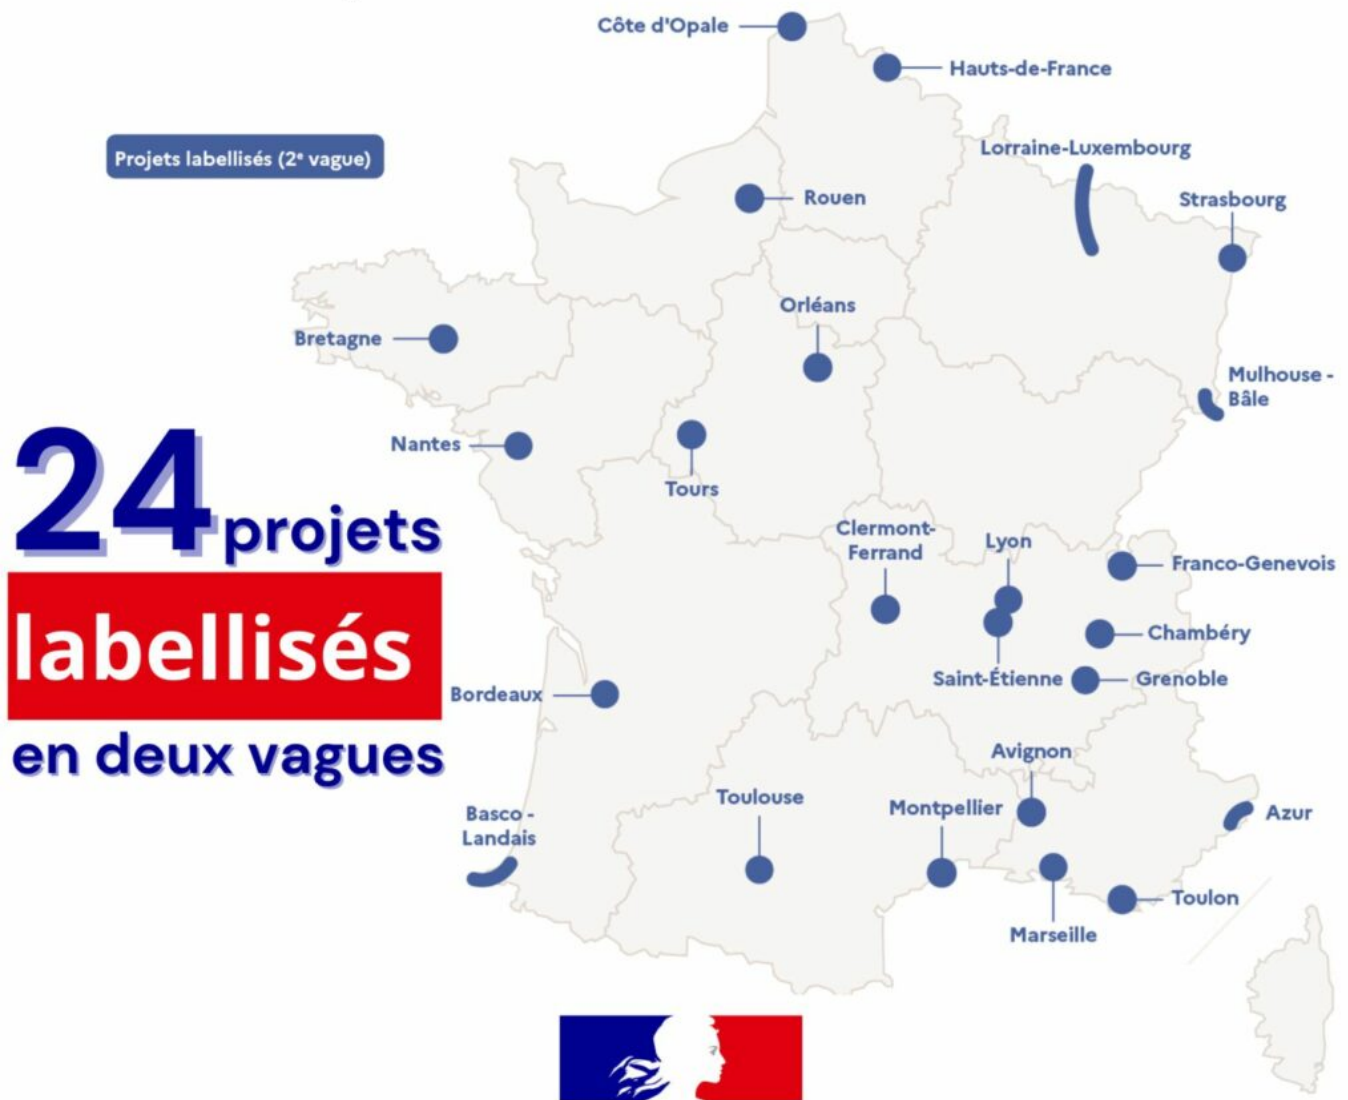 Côte d'Opale
Hauts-de-France
Projets labellisés (2ᵉ vague)
Lorraine-Luxembourg
Rouen
Strasbourg
Orléans
Bretagne
Mulhouse -
Bâle
Nantes
Tours
24 projets
labellisés
en deux vagues
Clermont-
Ferrand
Lyon
Franco-Genevois
Chambéry
Saint-Étienne
Grenoble
Bordeaux
Avignon
Toulouse
Montpellier
Basco -
Landais
Azur
Toulon
Marseille